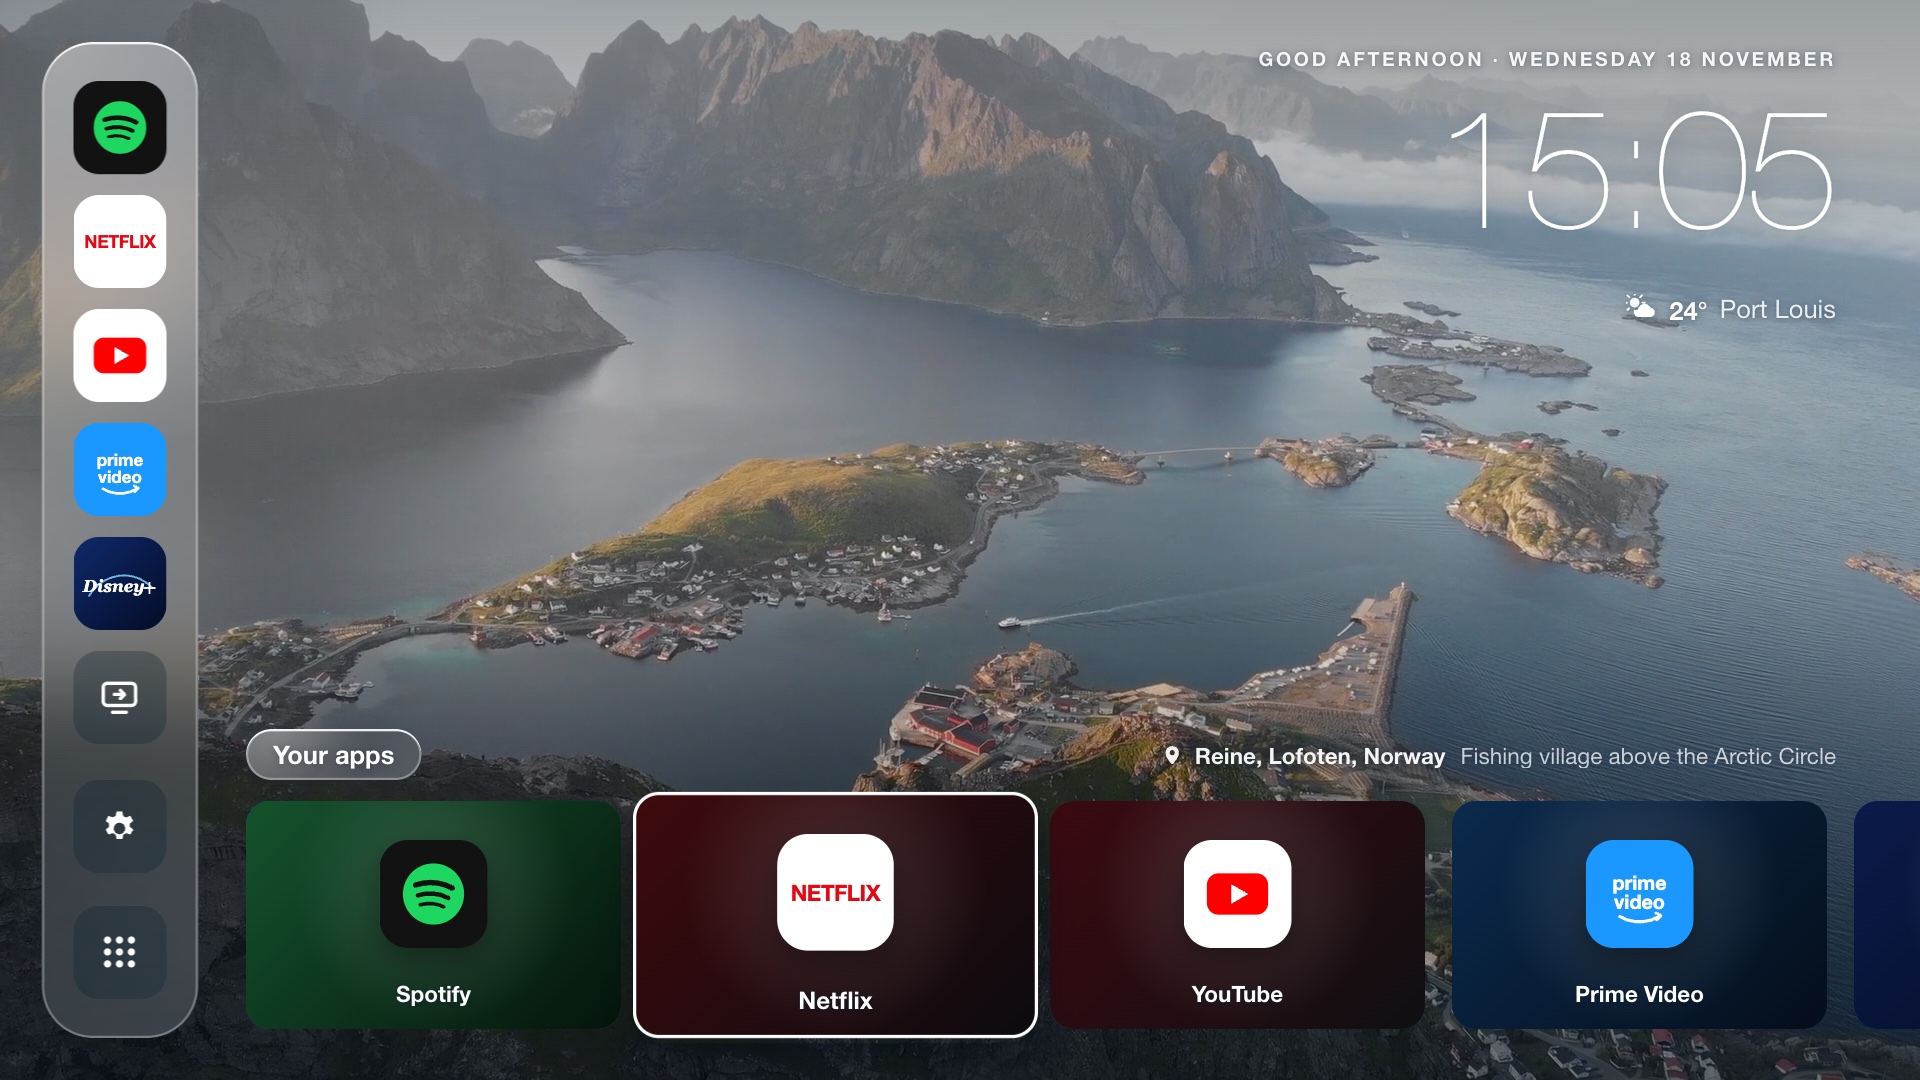 GOOD AFTERNOON · WEDNESDAY 18 NOVEMBER
15:05
24° Port Louis
NETFLIX
prime
video
Disney+
Your apps
Reine, Lofoten, Norway Fishing village above the Arctic Circle
Spotify
NETFLIX
Netflix
YouTube
prime
video
Prime Video